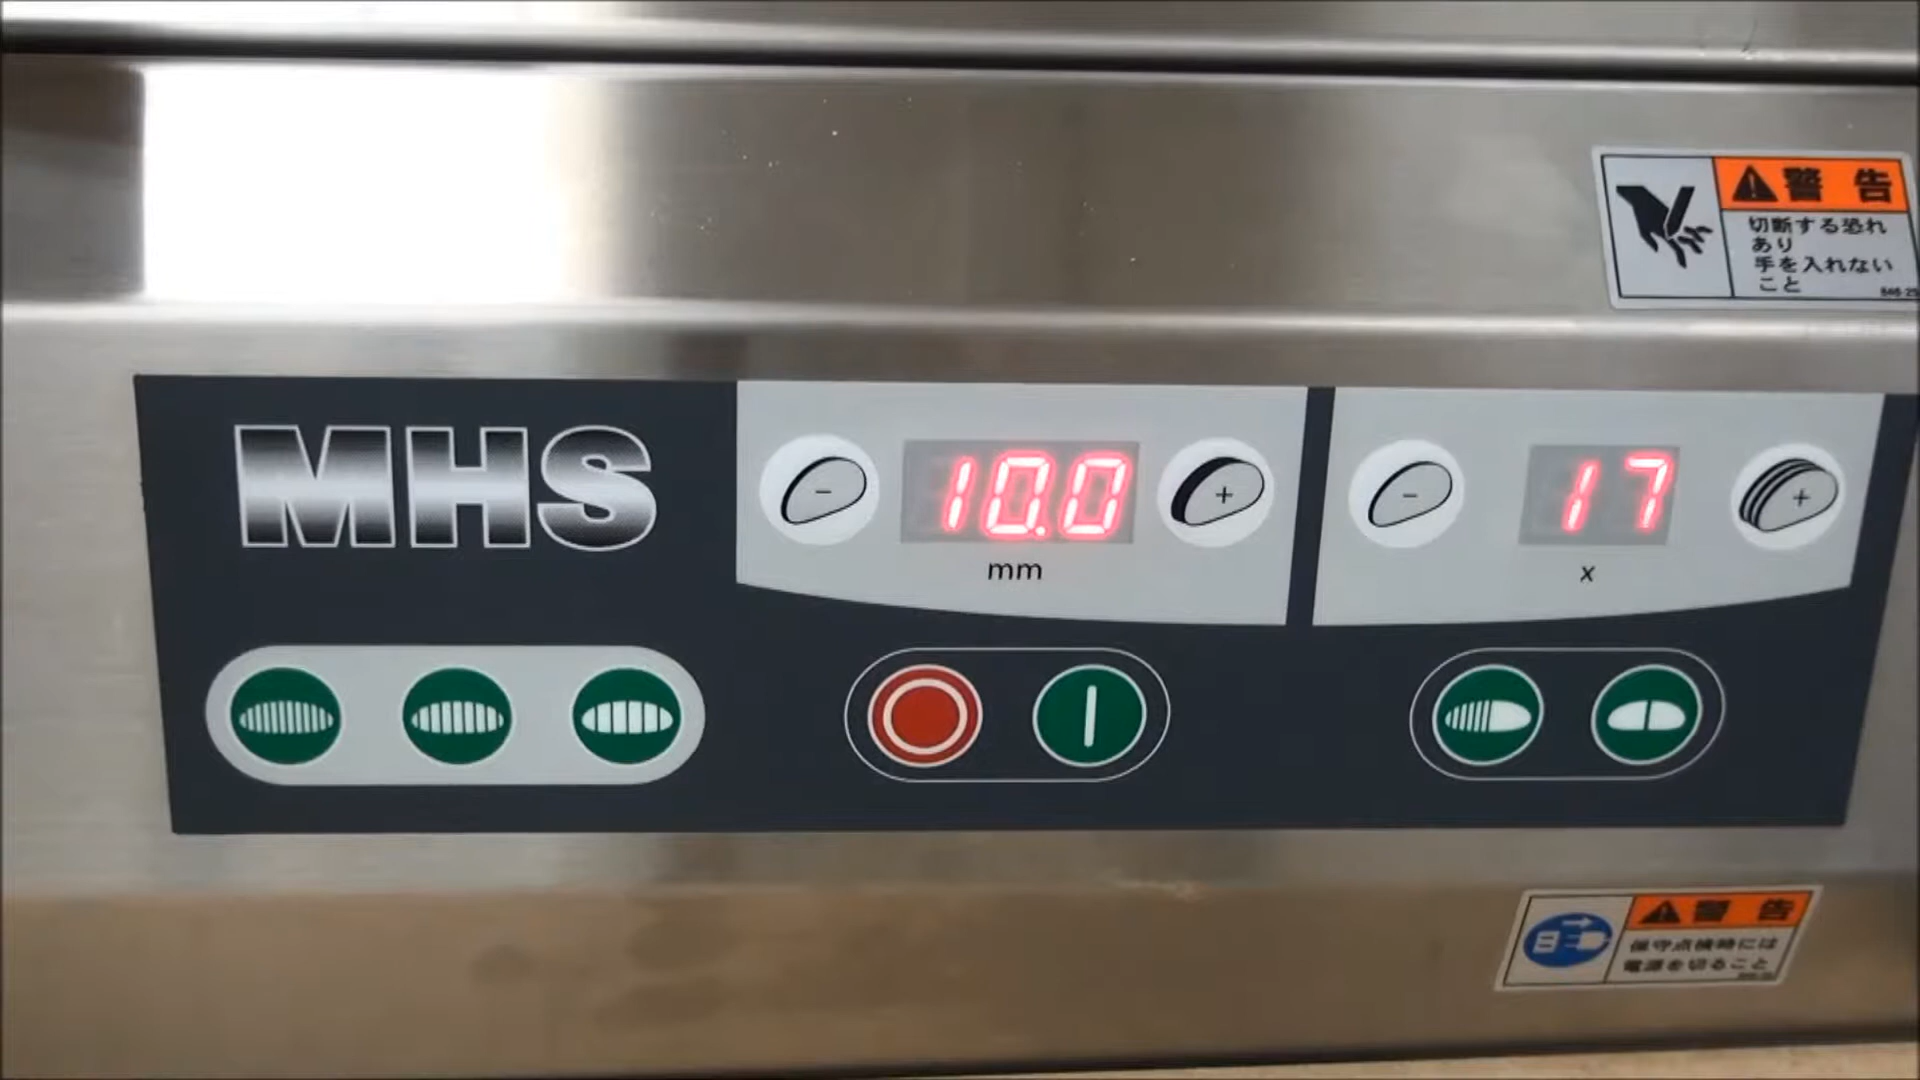 警告
切断する恐れ
あり
手を入れない
こと
MHS
- 10.0 +
mm
- 17 +
x
警告
保守点検時には
電源を切ること